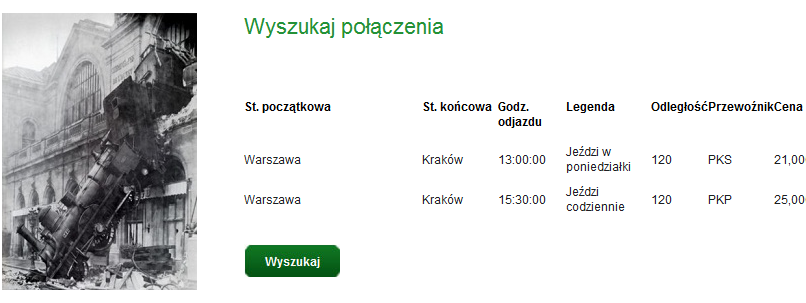 Wyszukaj połączenia
St. początkowa St. końcowa Godz. odjazdu Legenda Odległość Przewoźnik Cena
Warszawa Kraków 13:00:00 Jeździ w poniedziałki 120 PKS 21,00
Warszawa Kraków 15:30:00 Jeździ codziennie 120 PKP 25,00
Wyszukaj